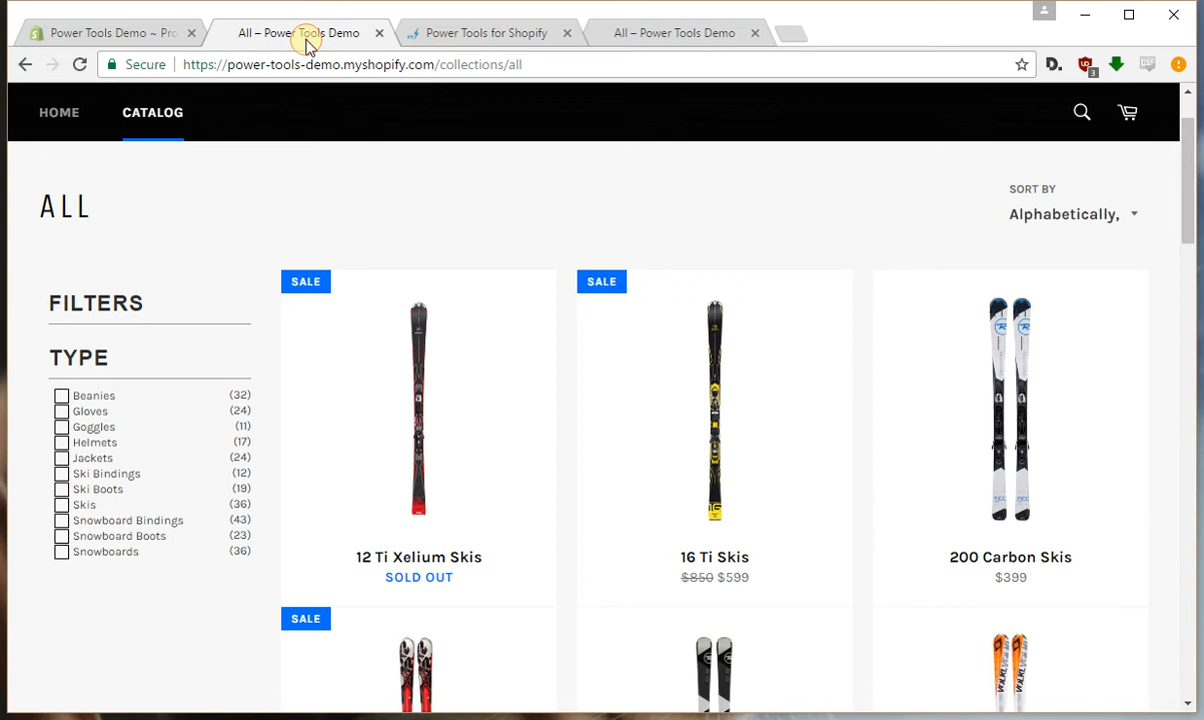 Power Tools Demo ~ Pro
All – Power Tools Demo
Power Tools for Shopify
All – Power Tools Demo
Secure
https://power-tools-demo.myshopify.com/collections/all
D.
3
HOME
CATALOG
ALL
SORT BY
Alphabetically,
FILTERS
TYPE
Beanies (32)
Gloves (24)
Goggles (11)
Helmets (17)
Jackets (24)
Ski Bindings (12)
Ski Boots (19)
Skis (36)
Snowboard Bindings (43)
Snowboard Boots (23)
Snowboards (36)
SALE
12 Ti Xelium Skis
SOLD OUT
SALE
16 Ti Skis
$850 $599
200 Carbon Skis
$399
SALE